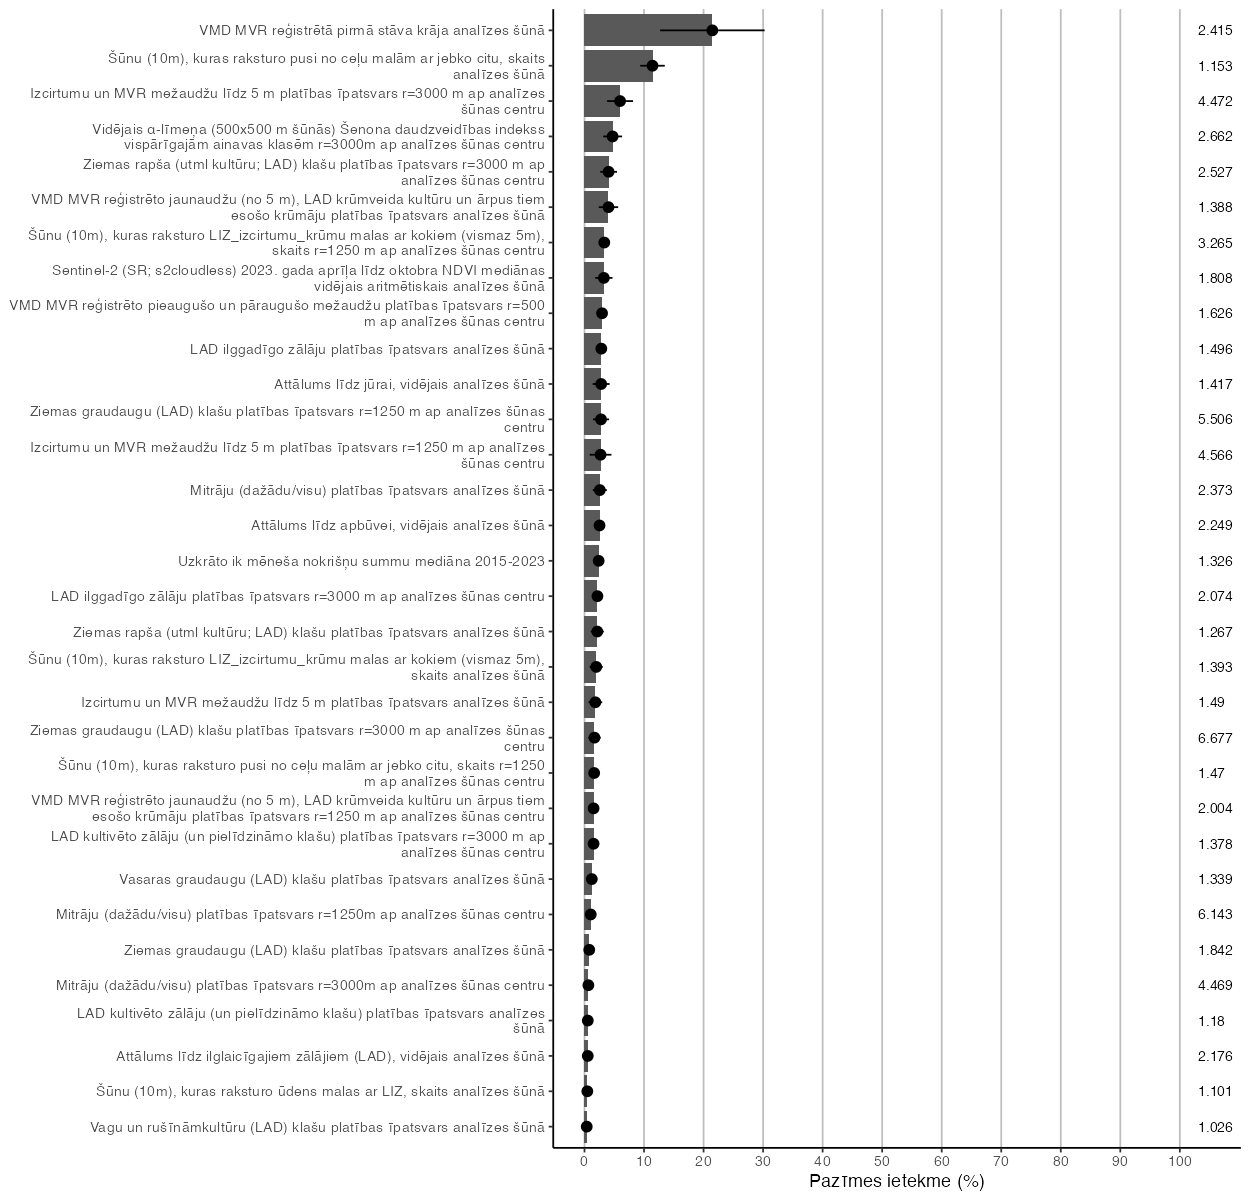 VMD MVR reģistrētā pirmā stāva krāja analīzes šūnā
2.415
Šūnu (10m), kuras raksturo pusi no ceļu malām ar jebko citu, skaits
analīzes šūnā
1.153
Izcirtumu un MVR mežaudžu līdz 5 m platības īpatsvars r=3000 m ap analīzes
šūnas centru
4.472
Vidējais α-līmeņa (500x500 m šūnās) Šenona daudzveidības indekss
vispārīgajām ainavas klasēm r=3000m ap analīzes šūnas centru
2.662
Ziemas rapša (utml kultūru; LAD) klašu platības īpatsvars r=3000 m ap
analīzes šūnas centru
2.527
VMD MVR reģistrēto jaunaudžu (no 5 m), LAD krūmveida kultūru un ārpus tiem
esošo krūmāju platības īpatsvars analīzes šūnā
1.388
Šūnu (10m), kuras raksturo LIZ_izcirtumu_krūmu malas ar kokiem (vismaz 5m),
skaits r=1250 m ap analīzes šūnas centru
3.265
Sentinel-2 (SR; s2cloudless) 2023. gada aprīļa līdz oktobra NDVI mediānas
vidējais aritmētiskais analīzes šūnā
1.808
VMD MVR reģistrēto pieaugušo un pāraugušo mežaudžu platības īpatsvars r=500
m ap analīzes šūnas centru
1.626
LAD ilggadīgo zālāju platības īpatsvars analīzes šūnā
1.496
Attālums līdz jūrai, vidējais analīzes šūnā
1.417
Ziemas graudaugu (LAD) klašu platības īpatsvars r=1250 m ap analīzes šūnas
centru
5.506
Izcirtumu un MVR mežaudžu līdz 5 m platības īpatsvars r=1250 m ap analīzes
šūnas centru
4.566
Mitrāju (dažādu/visu) platības īpatsvars analīzes šūnā
2.373
Attālums līdz apbūvei, vidējais analīzes šūnā
2.249
Uzkrāto ik mēneša nokrišņu summu mediāna 2015-2023
1.326
LAD ilggadīgo zālāju platības īpatsvars r=3000 m ap analīzes šūnas centru
2.074
Ziemas rapša (utml kultūru; LAD) klašu platības īpatsvars analīzes šūnā
1.267
Šūnu (10m), kuras raksturo LIZ_izcirtumu_krūmu malas ar kokiem (vismaz 5m),
skaits analīzes šūnā
1.393
Izcirtumu un MVR mežaudžu līdz 5 m platības īpatsvars analīzes šūnā
1.49
Ziemas graudaugu (LAD) klašu platības īpatsvars r=3000 m ap analīzes šūnas
centru
6.677
Šūnu (10m), kuras raksturo pusi no ceļu malām ar jebko citu, skaits r=1250
m ap analīzes šūnas centru
1.47
VMD MVR reģistrēto jaunaudžu (no 5 m), LAD krūmveida kultūru un ārpus tiem
esošo krūmāju platības īpatsvars r=1250 m ap analīzes šūnas centru
2.004
LAD kultivēto zālāju (un pielīdzināmo klašu) platības īpatsvars r=3000 m ap
analīzes šūnas centru
1.378
Vasaras graudaugu (LAD) klašu platības īpatsvars analīzes šūnā
1.339
Mitrāju (dažādu/visu) platības īpatsvars r=1250m ap analīzes šūnas centru
6.143
Ziemas graudaugu (LAD) klašu platības īpatsvars analīzes šūnā
1.842
Mitrāju (dažādu/visu) platības īpatsvars r=3000m ap analīzes šūnas centru
4.469
LAD kultivēto zālāju (un pielīdzināmo klašu) platības īpatsvars analīzes
šūnā
1.18
Attālums līdz ilglaicīgajiem zālājiem (LAD), vidējais analīzes šūnā
2.176
Šūnu (10m), kuras raksturo ūdens malas ar LIZ, skaits analīzes šūnā
1.101
Vagu un rušīnāmkultūru (LAD) klašu platības īpatsvars analīzes šūnā
1.026
0 10 20 30 40 50 60 70 80 90 100
Pazīmes ietekme (%)